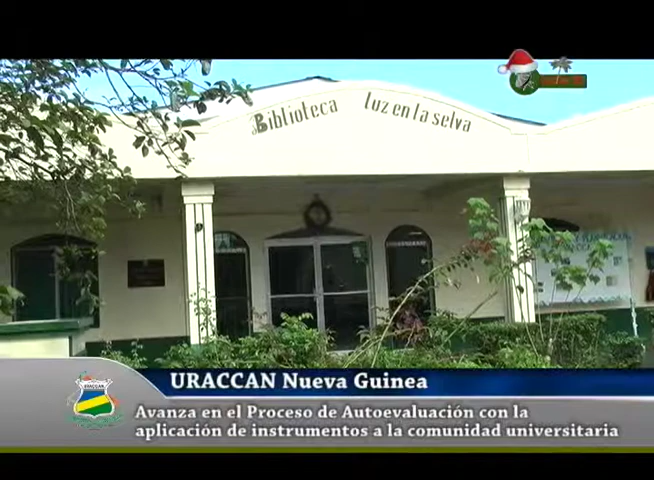 Biblioteca luz en la selva
URACCAN Nueva Guinea
Avanza en el Proceso de Autoevaluación con la
aplicación de instrumentos a la comunidad universitaria
URACCAN